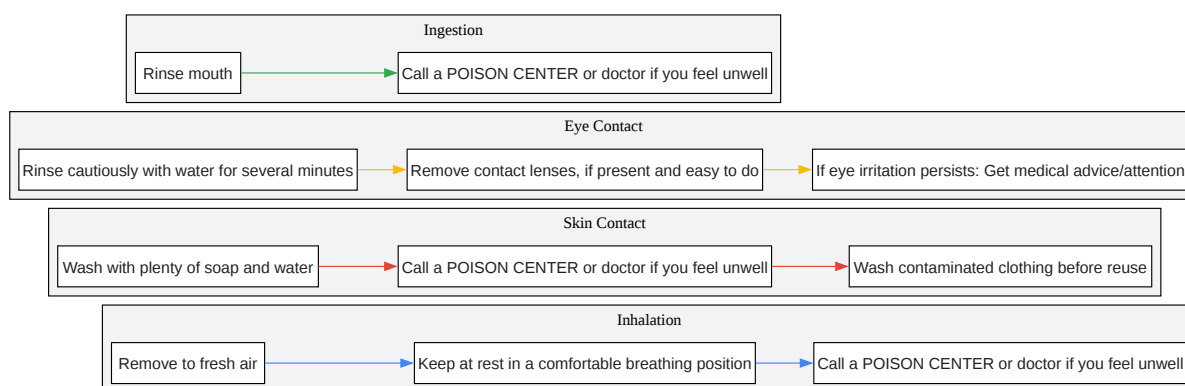 Ingestion
Rinse mouth
Call a POISON CENTER or doctor if you feel unwell
Eye Contact
Rinse cautiously with water for several minutes
Remove contact lenses, if present and easy to do
If eye irritation persists: Get medical advice/attention
Skin Contact
Wash with plenty of soap and water
Call a POISON CENTER or doctor if you feel unwell
Wash contaminated clothing before reuse
Inhalation
Remove to fresh air
Keep at rest in a comfortable breathing position
Call a POISON CENTER or doctor if you feel unwell